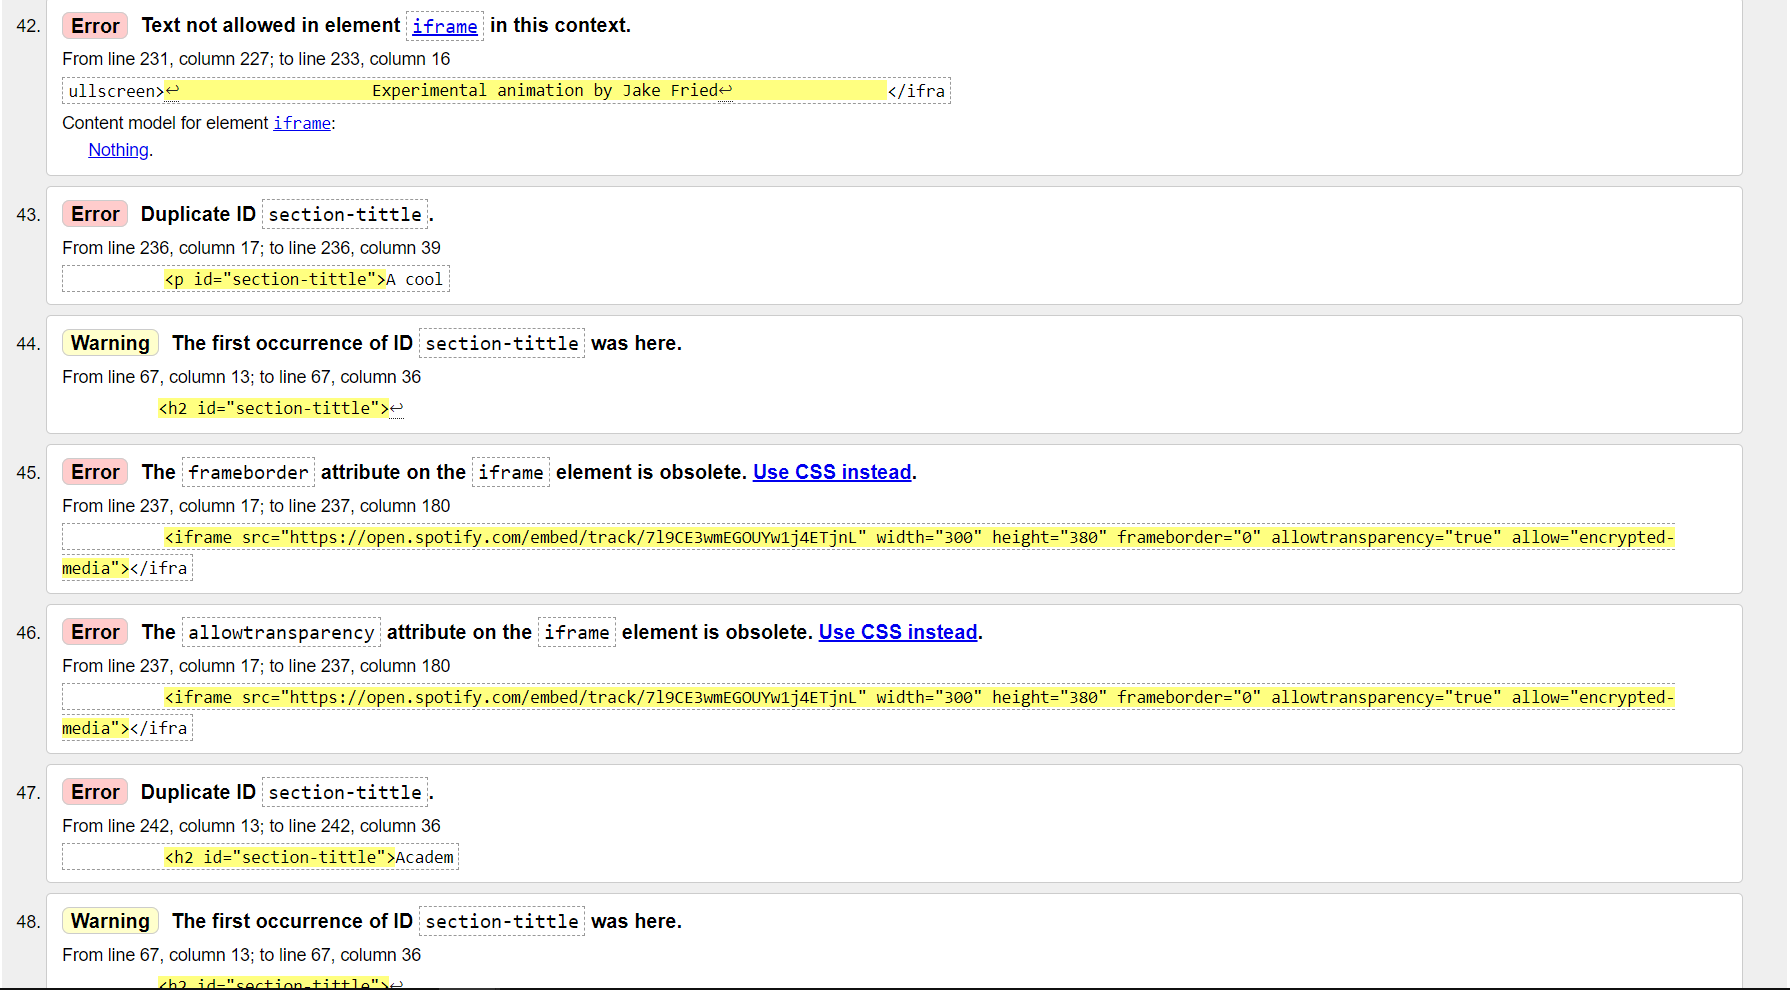 42. Error Text not allowed in element iframe in this context.
From line 231, column 227; to line 233, column 16
ullscreen>↩ Experimental animation by Jake Fried↩ </ifra
Content model for element iframe:
Nothing.
43. Error Duplicate ID section-tittle.
From line 236, column 17; to line 236, column 39
<p id="section-tittle">A cool
44. Warning The first occurrence of ID section-tittle was here.
From line 67, column 13; to line 67, column 36
<h2 id="section-tittle">↩
45. Error The frameborder attribute on the iframe element is obsolete. Use CSS instead.
From line 237, column 17; to line 237, column 180
<iframe src="https://open.spotify.com/embed/track/7l9CE3wmEGOUYw1j4ETjnL" width="300" height="380" frameborder="0" allowtransparency="true" allow="encrypted-
media"></ifra
46. Error The allowtransparency attribute on the iframe element is obsolete. Use CSS instead.
From line 237, column 17; to line 237, column 180
<iframe src="https://open.spotify.com/embed/track/7l9CE3wmEGOUYw1j4ETjnL" width="300" height="380" frameborder="0" allowtransparency="true" allow="encrypted-
media"></ifra
47. Error Duplicate ID section-tittle.
From line 242, column 13; to line 242, column 36
<h2 id="section-tittle">Academ
48. Warning The first occurrence of ID section-tittle was here.
From line 67, column 13; to line 67, column 36
<h2 id="section-tittle">↩